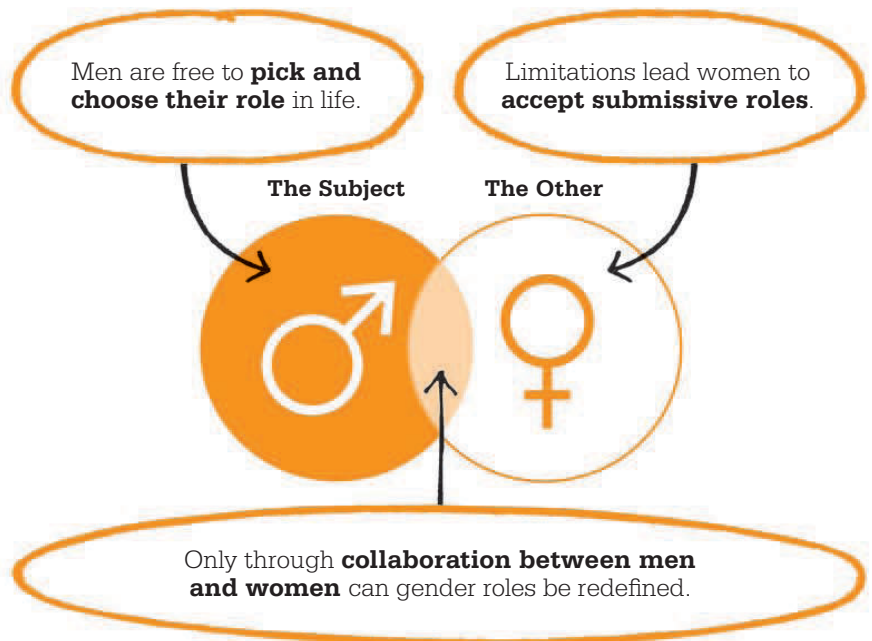 Men are free to pick and
choose their role in life.
Limitations lead women to
accept submissive roles.
The Subject
The Other
Only through collaboration between men
and women can gender roles be redefined.